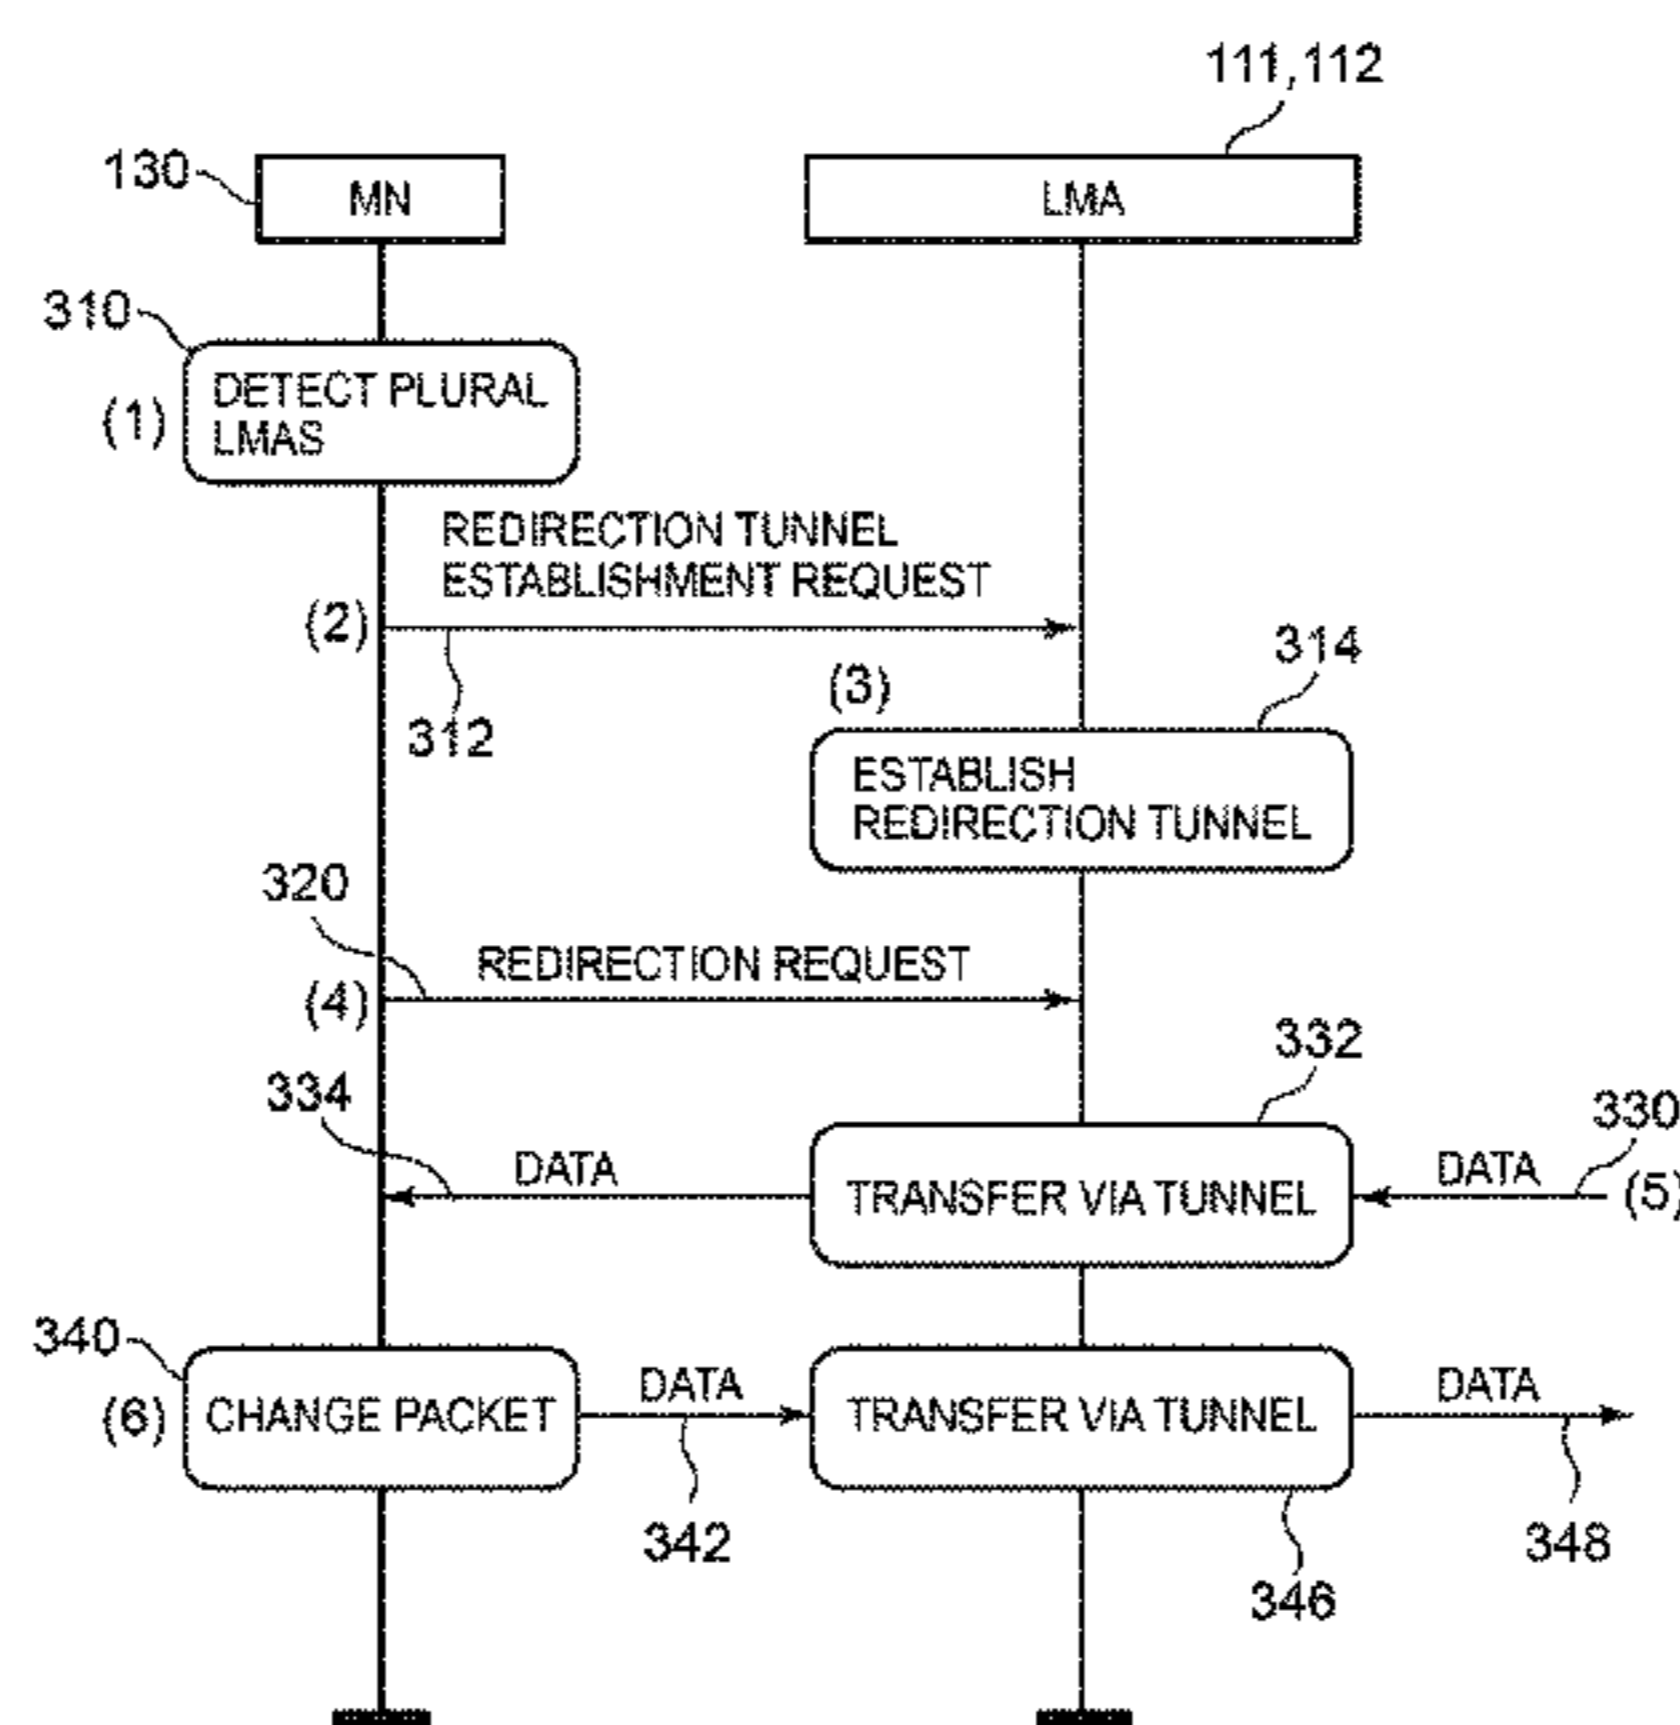 111,112
130
MN
LMA
310
(1)
DETECT PLURAL
LMAS
REDIRECTION TUNNEL
ESTABLISHMENT REQUEST
(2)
312
(3)
314
ESTABLISH
REDIRECTION TUNNEL
320
REDIRECTION REQUEST
(4)
332
334
330
DATA
TRANSFER VIA TUNNEL
DATA
(5)
340
(6)
CHANGE PACKET
DATA
TRANSFER VIA TUNNEL
DATA
342
346
348